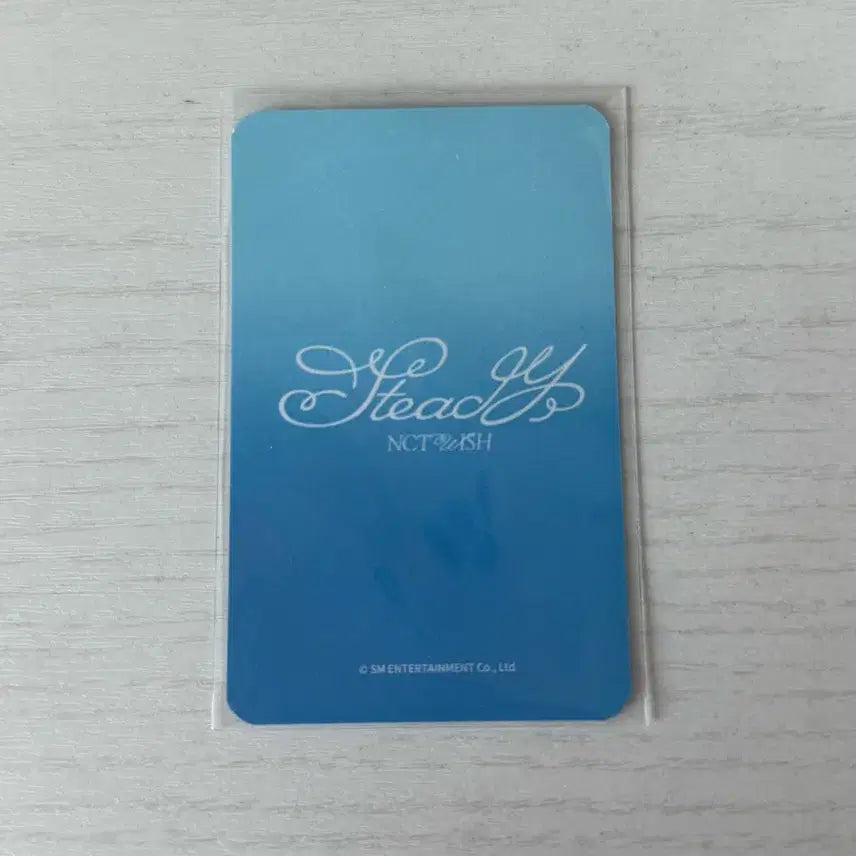 Steady
NCT WISH
© SM ENTERTAINMENT Co., Ltd